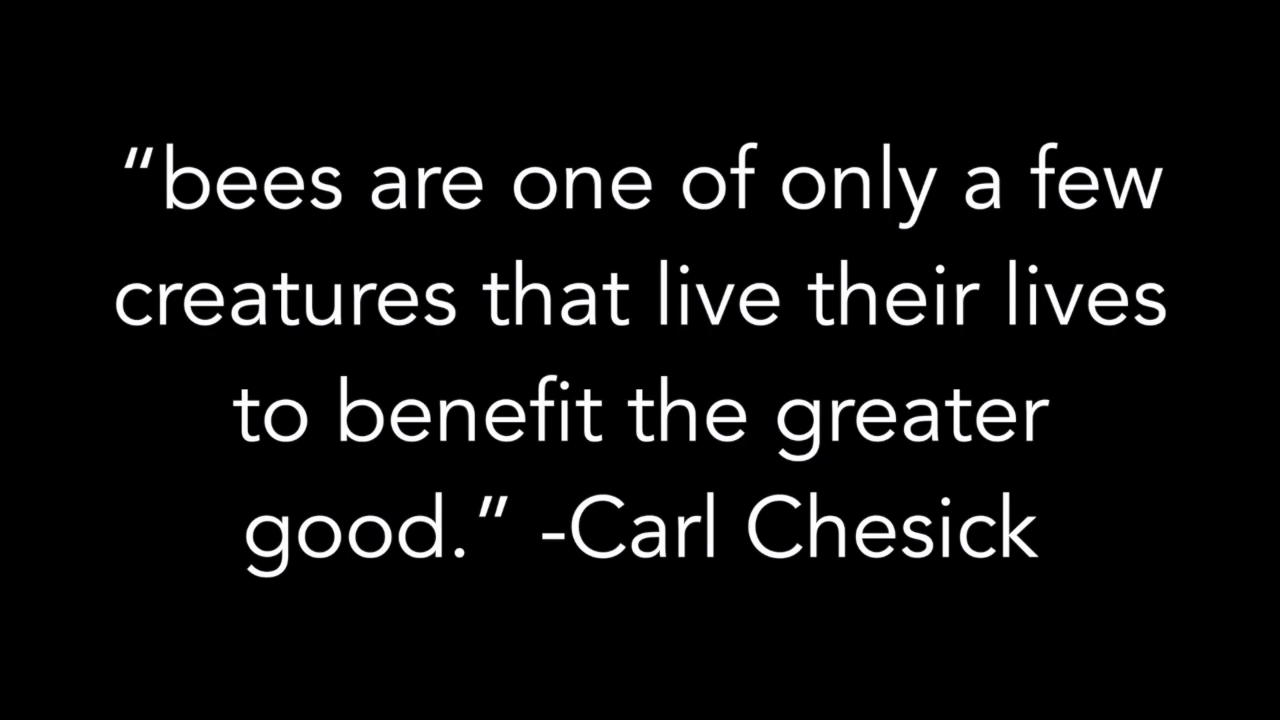 “bees are one of only a few
creatures that live their lives
to benefit the greater
good.” -Carl Chesick